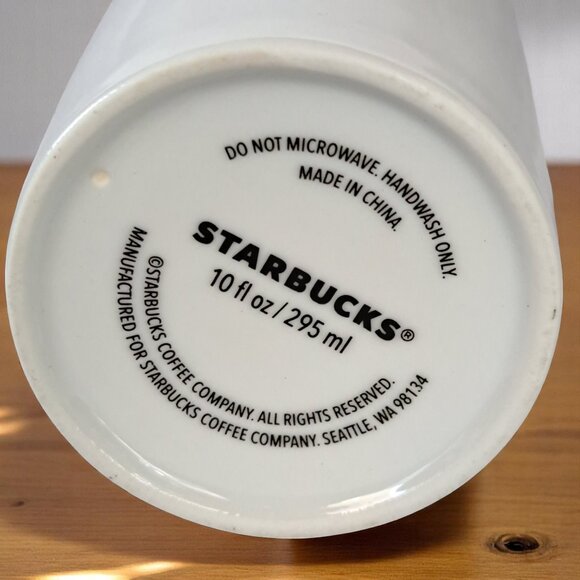 DO NOT MICROWAVE. HANDWASH ONLY.
MADE IN CHINA.
STARBUCKS®
10 fl oz / 295 ml
©STARBUCKS COFFEE COMPANY. ALL RIGHTS RESERVED.
MANUFACTURED FOR STARBUCKS COFFEE COMPANY. SEATTLE, WA 98134